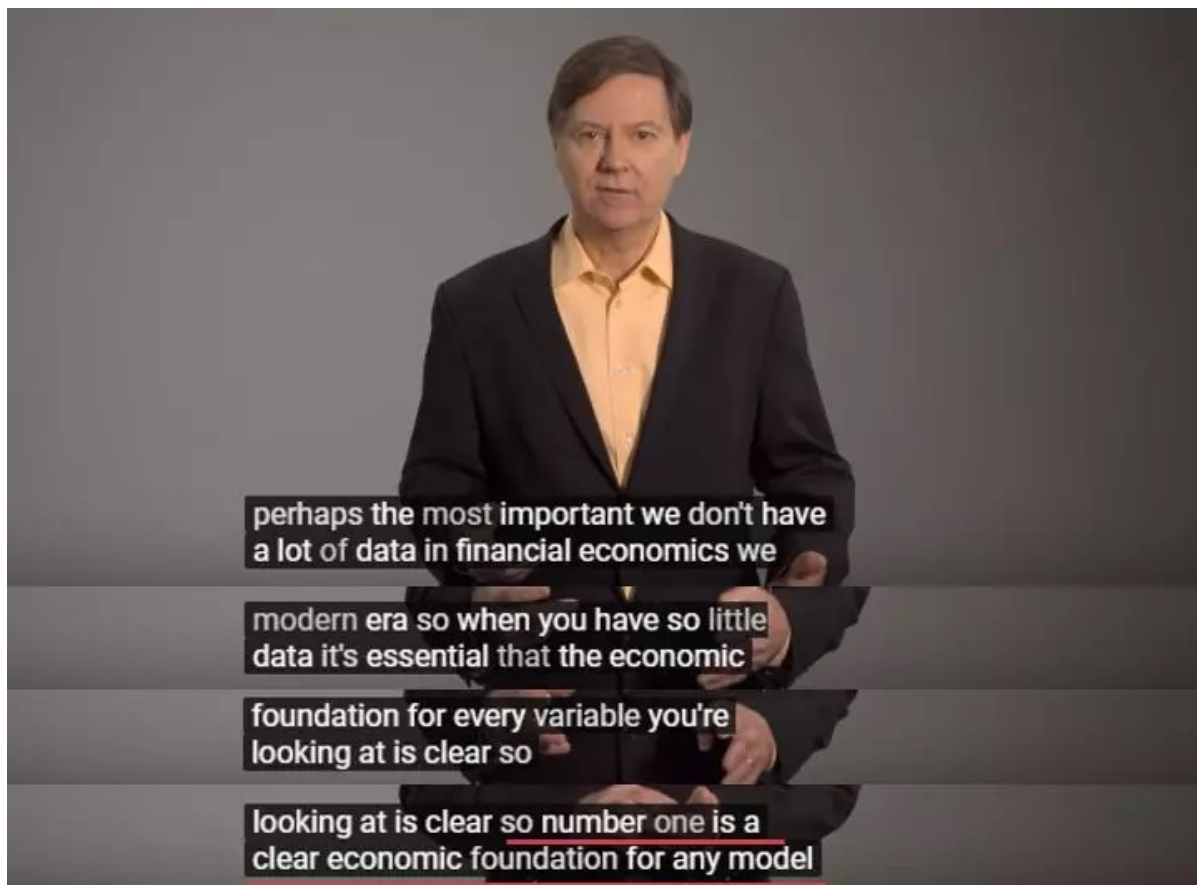 perhaps the most important we don't have
a lot of data in financial economics we
modern era so when you have so little
data it's essential that the economic
foundation for every variable you're
looking at is clear so
looking at is clear so number one is a
clear economic foundation for any model